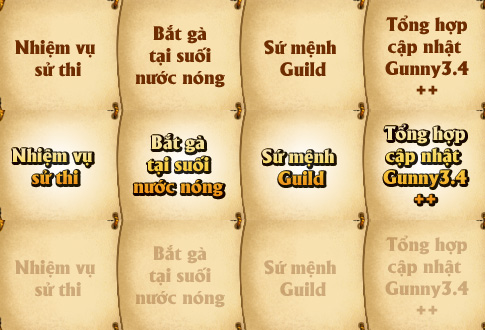 Nhiệm vụ
sử thi
Bắt gà
tại suối
nước nóng
Sứ mệnh
Guild
Tổng hợp
cập nhật
Gunny3.4
++
Nhiệm vụ
sử thi
Bắt gà
tại suối
nước nóng
Sứ mệnh
Guild
Tổng hợp
cập nhật
Gunny3.4
++
Nhiệm vụ
sử thi
Bắt gà
tại suối
nước nóng
Sứ mệnh
Guild
Tổng hợp
cập nhật
Gunny3.4
++